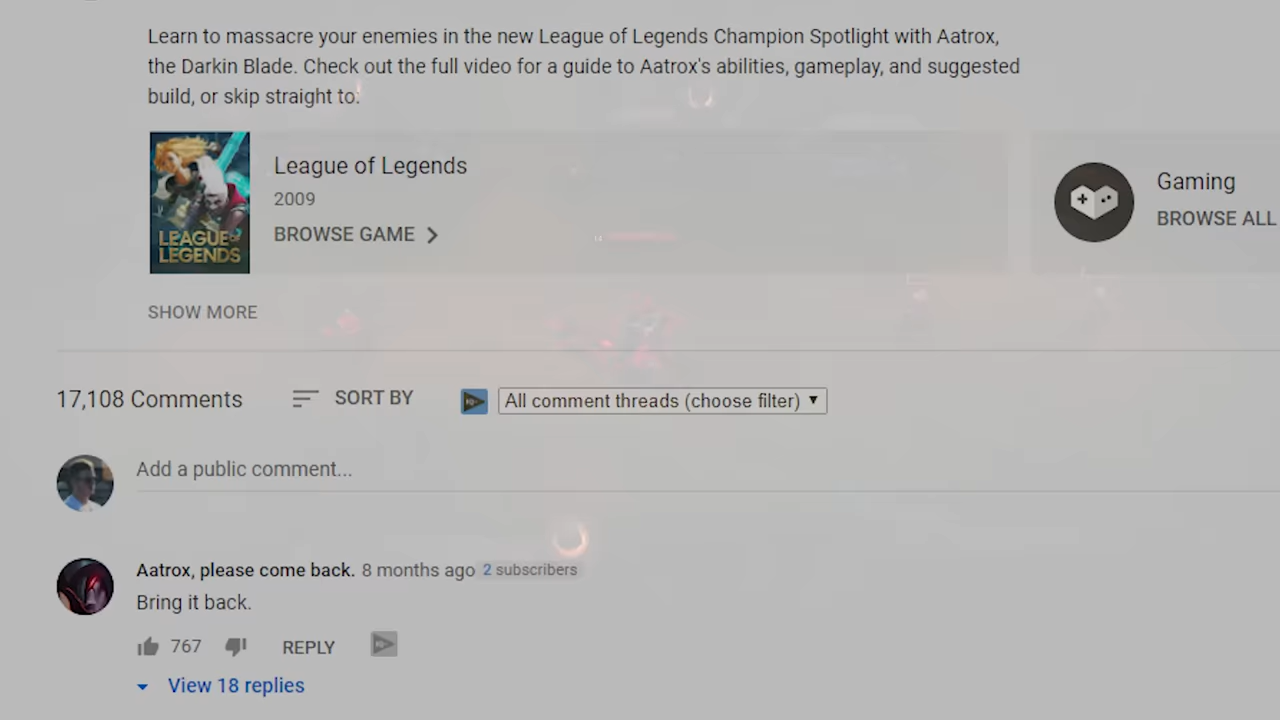 Learn to massacre your enemies in the new League of Legends Champion Spotlight with Aatrox,
the Darkin Blade. Check out the full video for a guide to Aatrox's abilities, gameplay, and suggested
build, or skip straight to:
LEAGUE OF
LEGENDS
League of Legends
2009
BROWSE GAME
Gaming
BROWSE ALL
SHOW MORE
17,108 Comments
SORT BY
All comment threads (choose filter)
Add a public comment...
Aatrox, please come back. 8 months ago 2 subscribers
Bring it back.
767
REPLY
View 18 replies